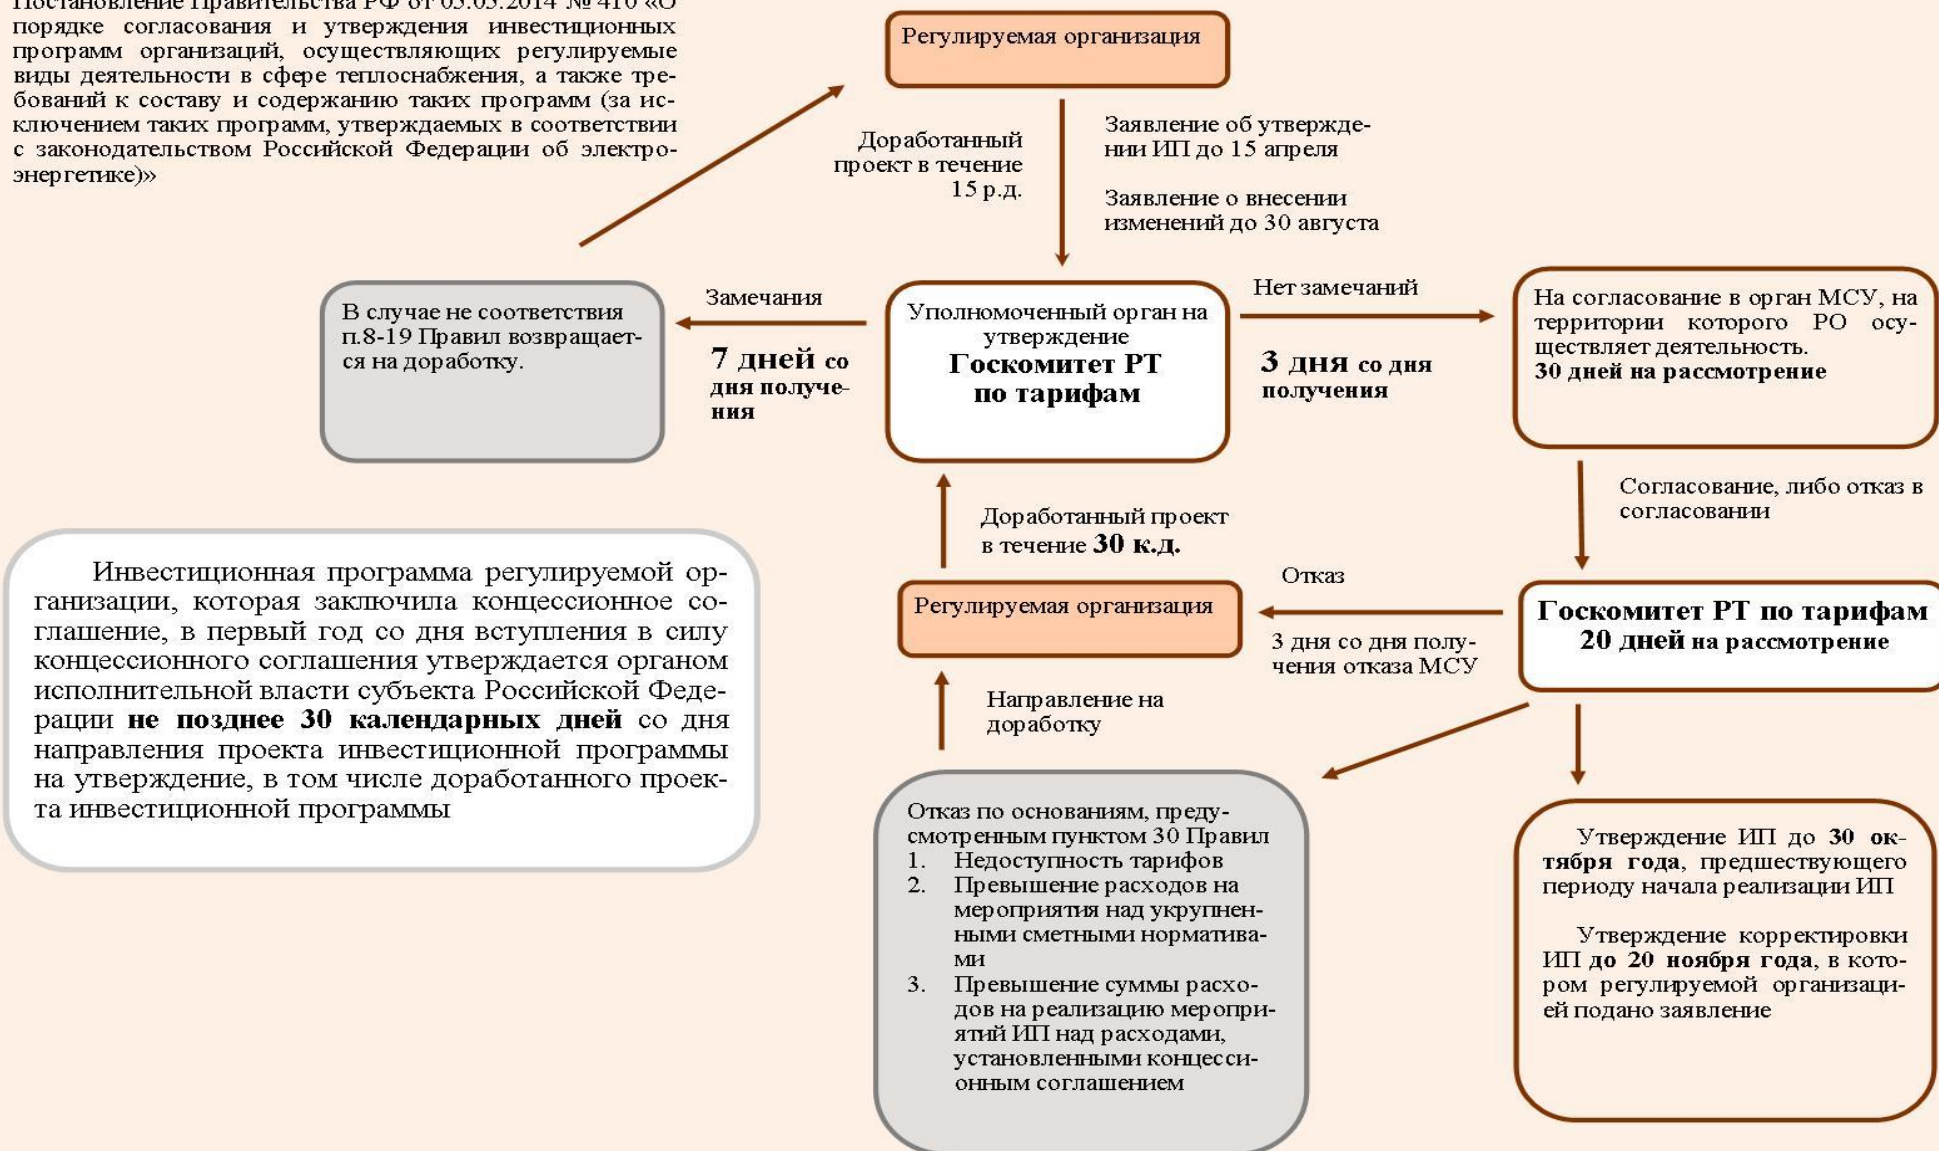 Постановление Правительства РФ от 05.05.2014 № 410 «О
порядке согласования и утверждения инвестиционных
программ организаций, осуществляющих регулируемые
виды деятельности в сфере теплоснабжения, а также тре-
бований к составу и содержанию таких программ (за ис-
ключением таких программ, утверждаемых в соответствии
с законодательством Российской Федерации об электро-
энергетике)»
Регулируемая организация
Доработанный
проект в течение
15 р.д.
Заявление об утвержде-
нии ИП до 15 апреля
Заявление о внесении
изменений до 30 августа
В случае не соответствия
п.8-19 Правил возвращает-
ся на доработку.
Замечания
7 дней со
дня получе-
ния
Уполномоченный орган на
утверждение
Госкомитет РТ
по тарифам
Нет замечаний
3 дня со дня
получения
На согласование в орган МСУ, на
территории которого РО осу-
ществляет деятельность.
30 дней на рассмотрение
Согласование, либо отказ в
согласовании
Доработанный проект
в течение 30 к.д.
Инвестиционная программа регулируемой ор-
ганизации, которая заключила концессионное со-
глашение, в первый год со дня вступления в силу
концессионного соглашения утверждается органом
исполнительной власти субъекта Российской Феде-
рации не позднее 30 календарных дней со дня
направления проекта инвестиционной программы
на утверждение, в том числе доработанного проек-
та инвестиционной программы
Регулируемая организация
Отказ
3 дня со дня полу-
чения отказа МСУ
Госкомитет РТ по тарифам
20 дней на рассмотрение
Направление на
доработку
Отказ по основаниям, преду-
смотренным пунктом 30 Правил
1. Недоступность тарифов
2. Превышение расходов на
мероприятия над укрупнен-
ными сметными норматива-
ми
3. Превышение суммы расхо-
дов на реализацию меропри-
ятий ИП над расходами,
установленными концесси-
онным соглашением
Утверждение ИП до 30 ок-
тября года, предшествующего
периоду начала реализации ИП
Утверждение корректировки
ИП до 20 ноября года, в кото-
ром регулируемой организаци-
ей подано заявление